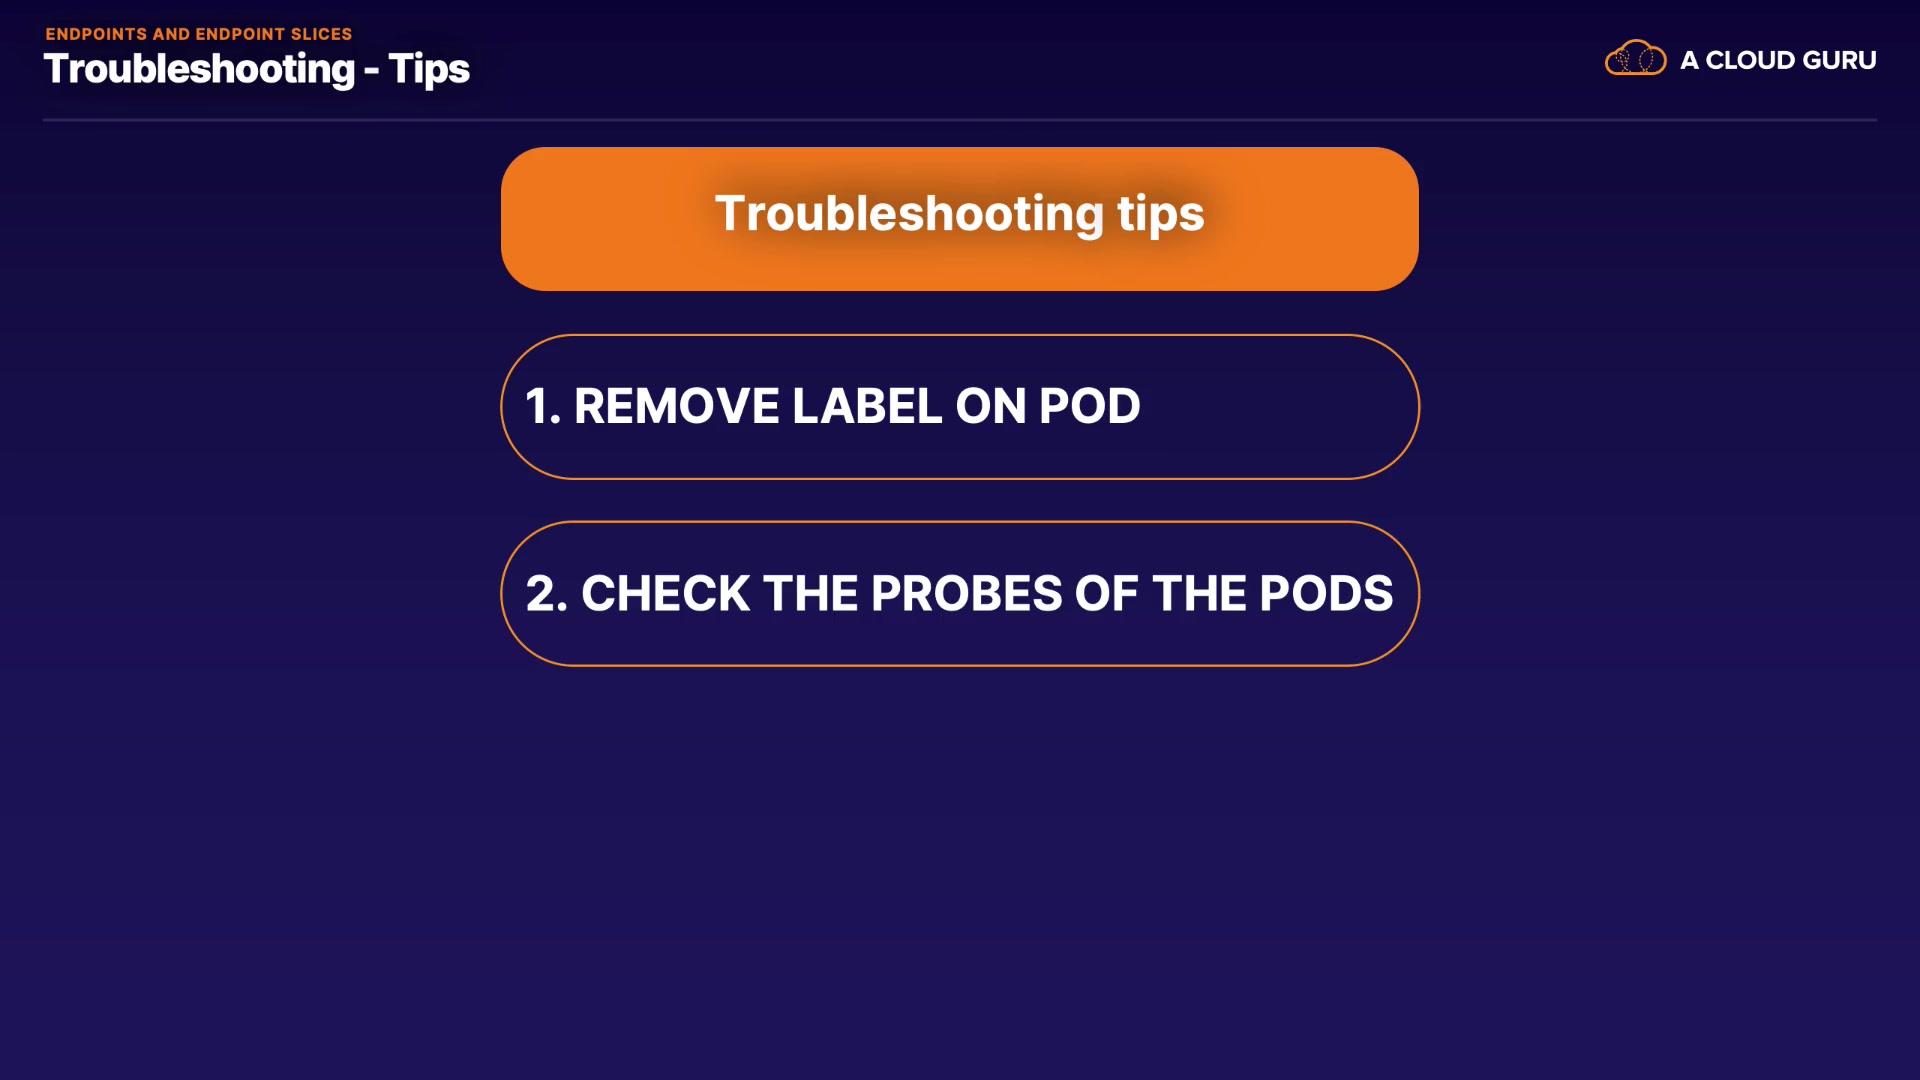 ENDPOINTS AND ENDPOINT SLICES
Troubleshooting - Tips
A CLOUD GURU
Troubleshooting tips
1. REMOVE LABEL ON POD
2. CHECK THE PROBES OF THE PODS